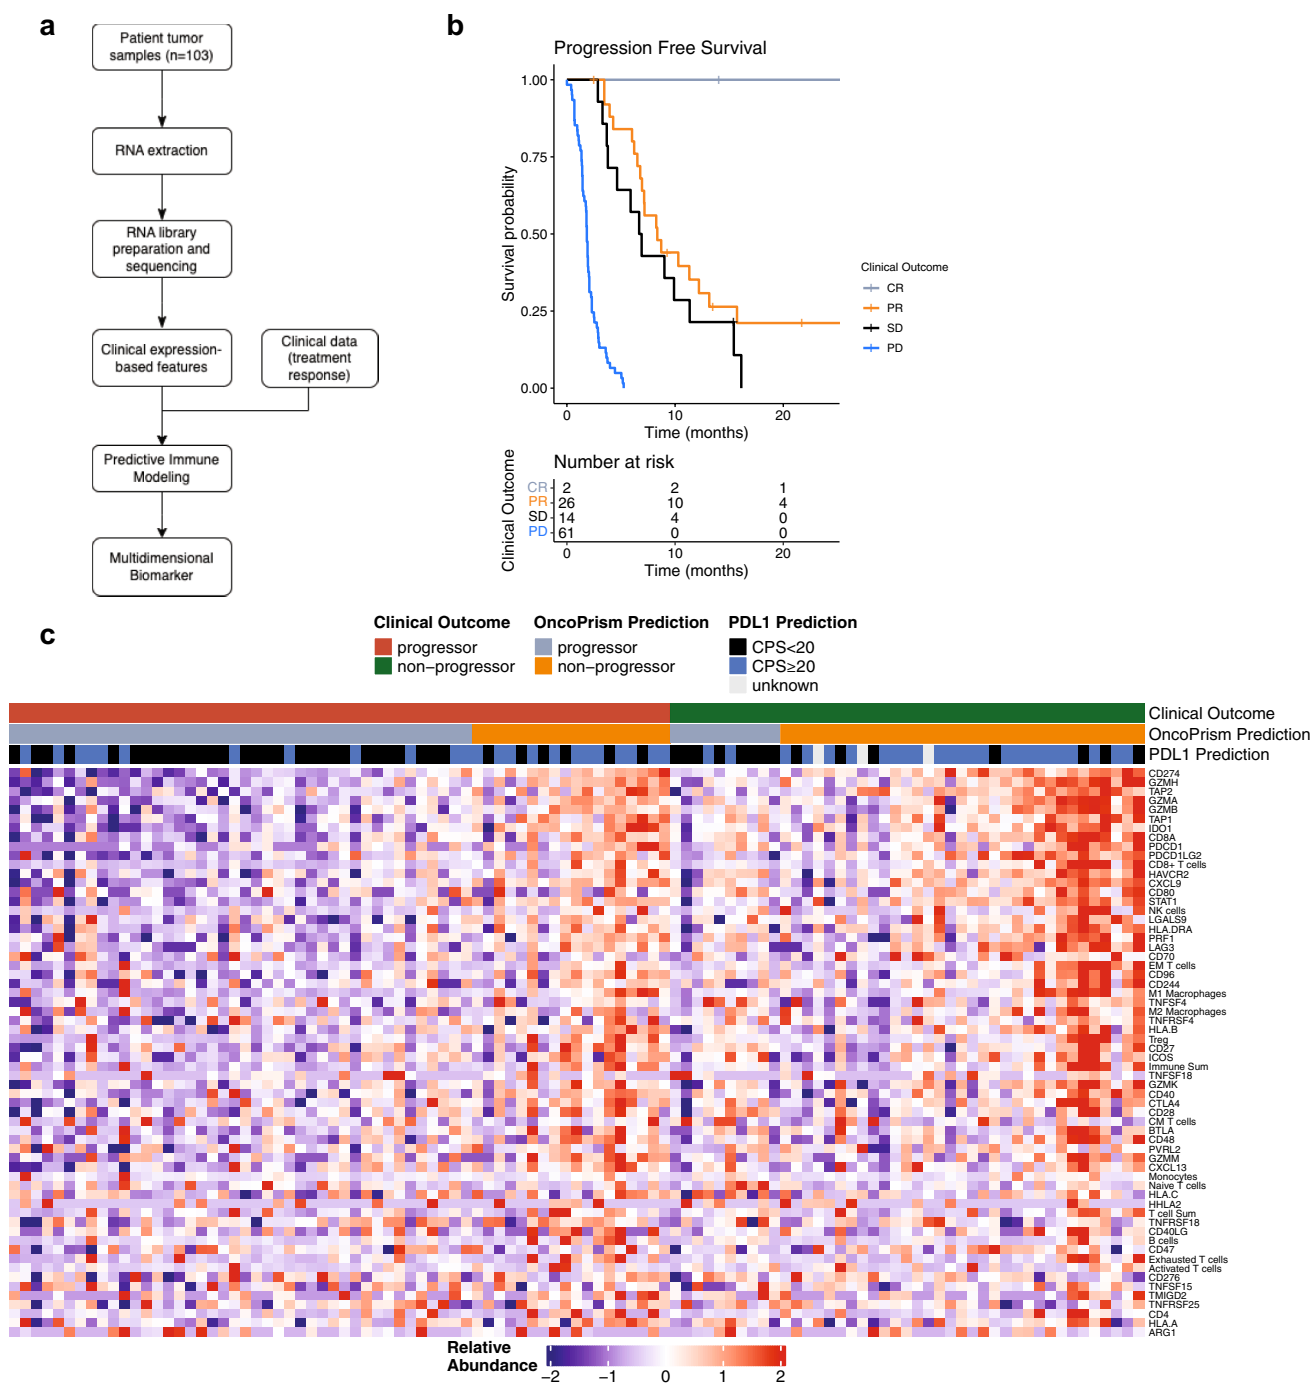 a
Patient tumor
samples (n=103)
RNA extraction
RNA library
preparation and
sequencing
Clinical expression-
based features
Clinical data
(treatment
response)
Predictive Immune
Modeling
Multidimensional
Biomarker
b
Progression Free Survival
Survival probability
1.00
0.75
0.50
0.25
0.00
0 10 20
Time (months)
Clinical Outcome
CR
PR
SD
PD
Number at risk
Clinical Outcome
CR 2 2 1
PR 26 10 4
SD 14 4 0
PD 61 0 0
0 10 20
Time (months)
c
Clinical Outcome
progressor
non−progressor
OncoPrism Prediction
progressor
non−progressor
PDL1 Prediction
CPS<20
CPS≥20
unknown
Clinical Outcome
OncoPrism Prediction
PDL1 Prediction
CD274
GZMH
TAP2
GZMA
GZMB
TAP1
IDO1
CD8A
PDCD1
PDCD1LG2
CD8+ T cells
HAVCR2
CXCL9
CD80
STAT1
NK cells
LGALS9
HLA.DRA
PRF1
LAG3
CD70
EM T cells
CD96
CD244
M1 Macrophages
TNFSF4
M2 Macrophages
TNFRSF4
HLA.B
Treg
CD27
ICOS
Immune Sum
TNFSF18
GZMK
CD40
CTLA4
CD28
CM T cells
BTLA
CD48
PVRL2
GZMM
CXCL13
Monocytes
Naive T cells
HLA.C
HHLA2
T cell Sum
TNFRSF18
CD40LG
B cells
CD47
Exhausted T cells
Activated T cells
CD276
TNFSF15
TMIGD2
TNFRSF25
CD4
HLA.A
ARG1
Relative
Abundance
−2 −1 0 1 2